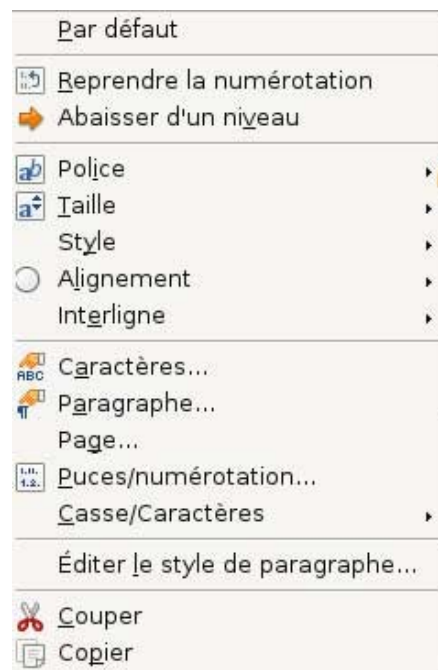 Par défaut
Reprendre la numérotation
Abaisser d'un niveau
Police
Taille
Style
Alignement
Interligne
Caractères...
Paragraphe...
Page...
Puces/numérotation...
Casse/Caractères
Éditer le style de paragraphe...
Couper
Copier